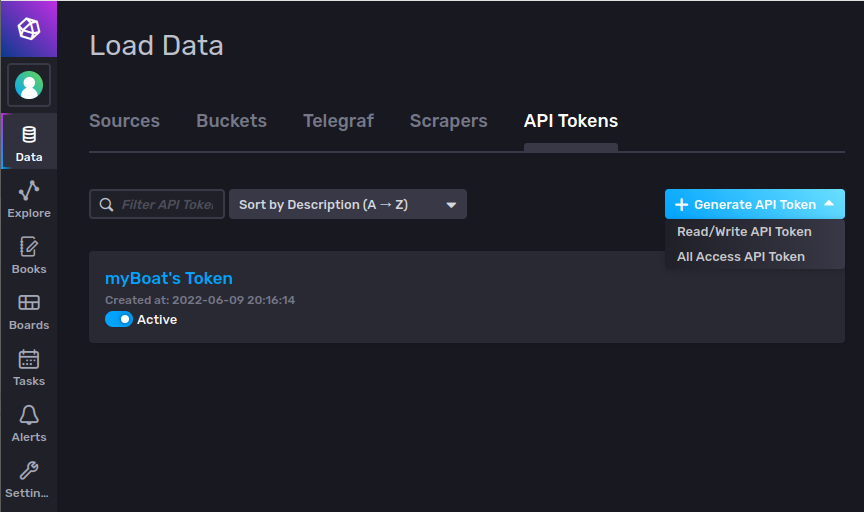 Load Data
Sources Buckets Telegraf Scrapers API Tokens
Data
Explore
Books
Boards
Tasks
Alerts
Settin...
Filter API Token
Sort by Description (A → Z)
Generate API Token
Read/Write API Token
All Access API Token
myBoat's Token
Created at: 2022-06-09 20:16:14
Active